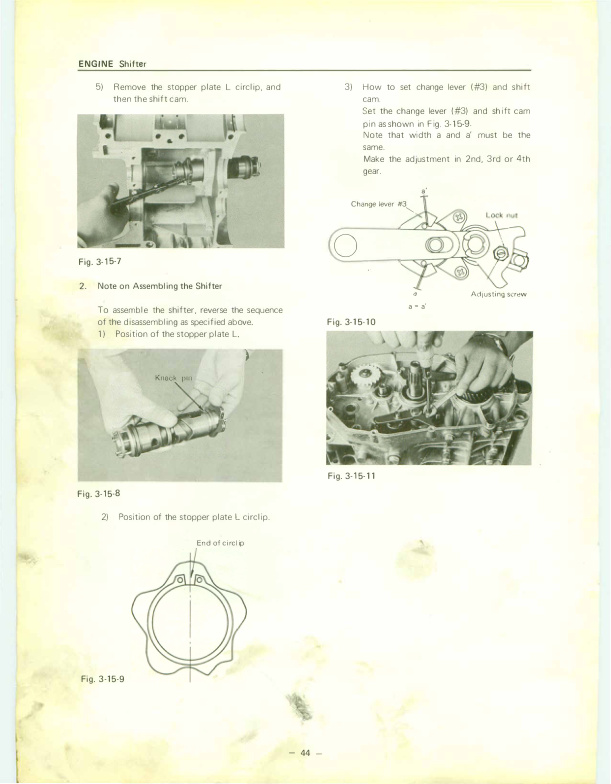 ENGINE Shifter
5) Remove the stopper plate L circlip, and
then the shift cam.
Fig. 3-15-7
2. Note on Assembling the Shifter
To assemble the shifter, reverse the sequence
of the disassembling as specified above.
1) Position of the stopper plate L.
Knock pin
Fig. 3-15-8
2) Position of the stopper plate L circlip.
End of circlip
Fig. 3-15-9
3) How to set change lever (#3) and shift
cam.
Set the change lever (#3) and shift cam
pin as shown in Fig. 3-15-9.
Note that width a and a' must be the
same.
Make the adjustment in 2nd, 3rd or 4th
gear.
a'
Change lever #3
Lock nut
a
Adjusting screw
a = a'
Fig. 3-15-10
Fig. 3-15-11
- 44 -